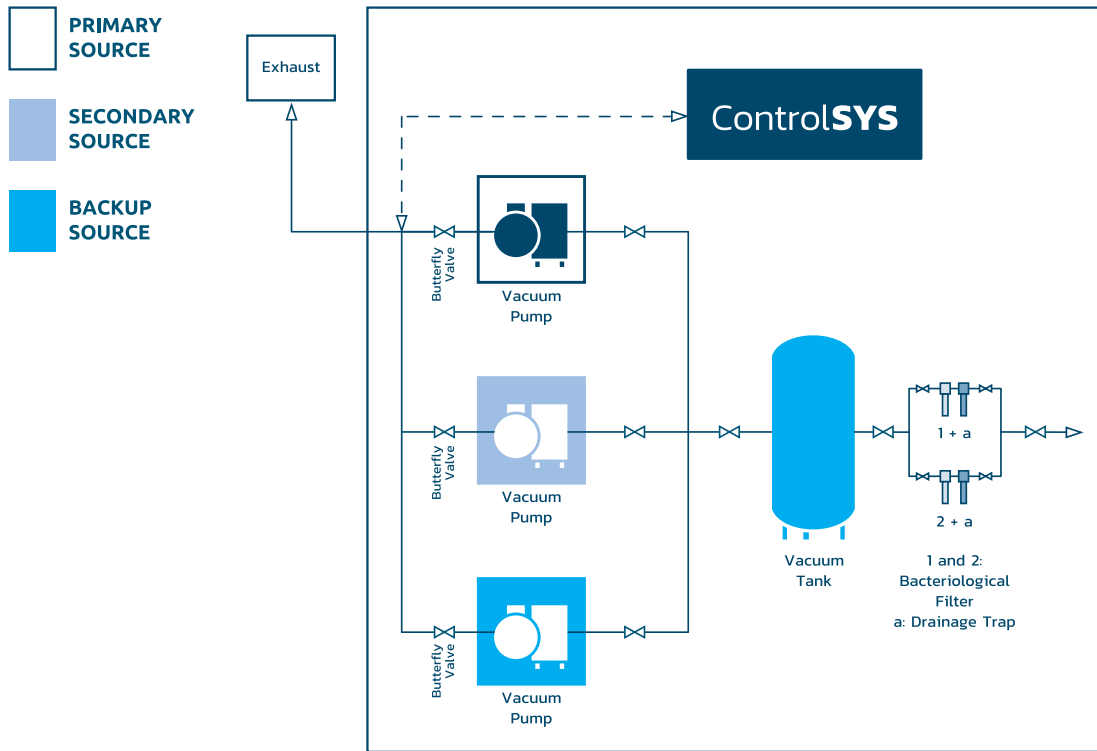 PRIMARY
SOURCE
SECONDARY
SOURCE
BACKUP
SOURCE
Exhaust
ControlSYS
Butterfly
Valve
Vacuum
Pump
Butterfly
Valve
Vacuum
Pump
Butterfly
Valve
Vacuum
Pump
Vacuum
Tank
1 + a
2 + a
1 and 2:
Bacteriological
Filter
a: Drainage Trap